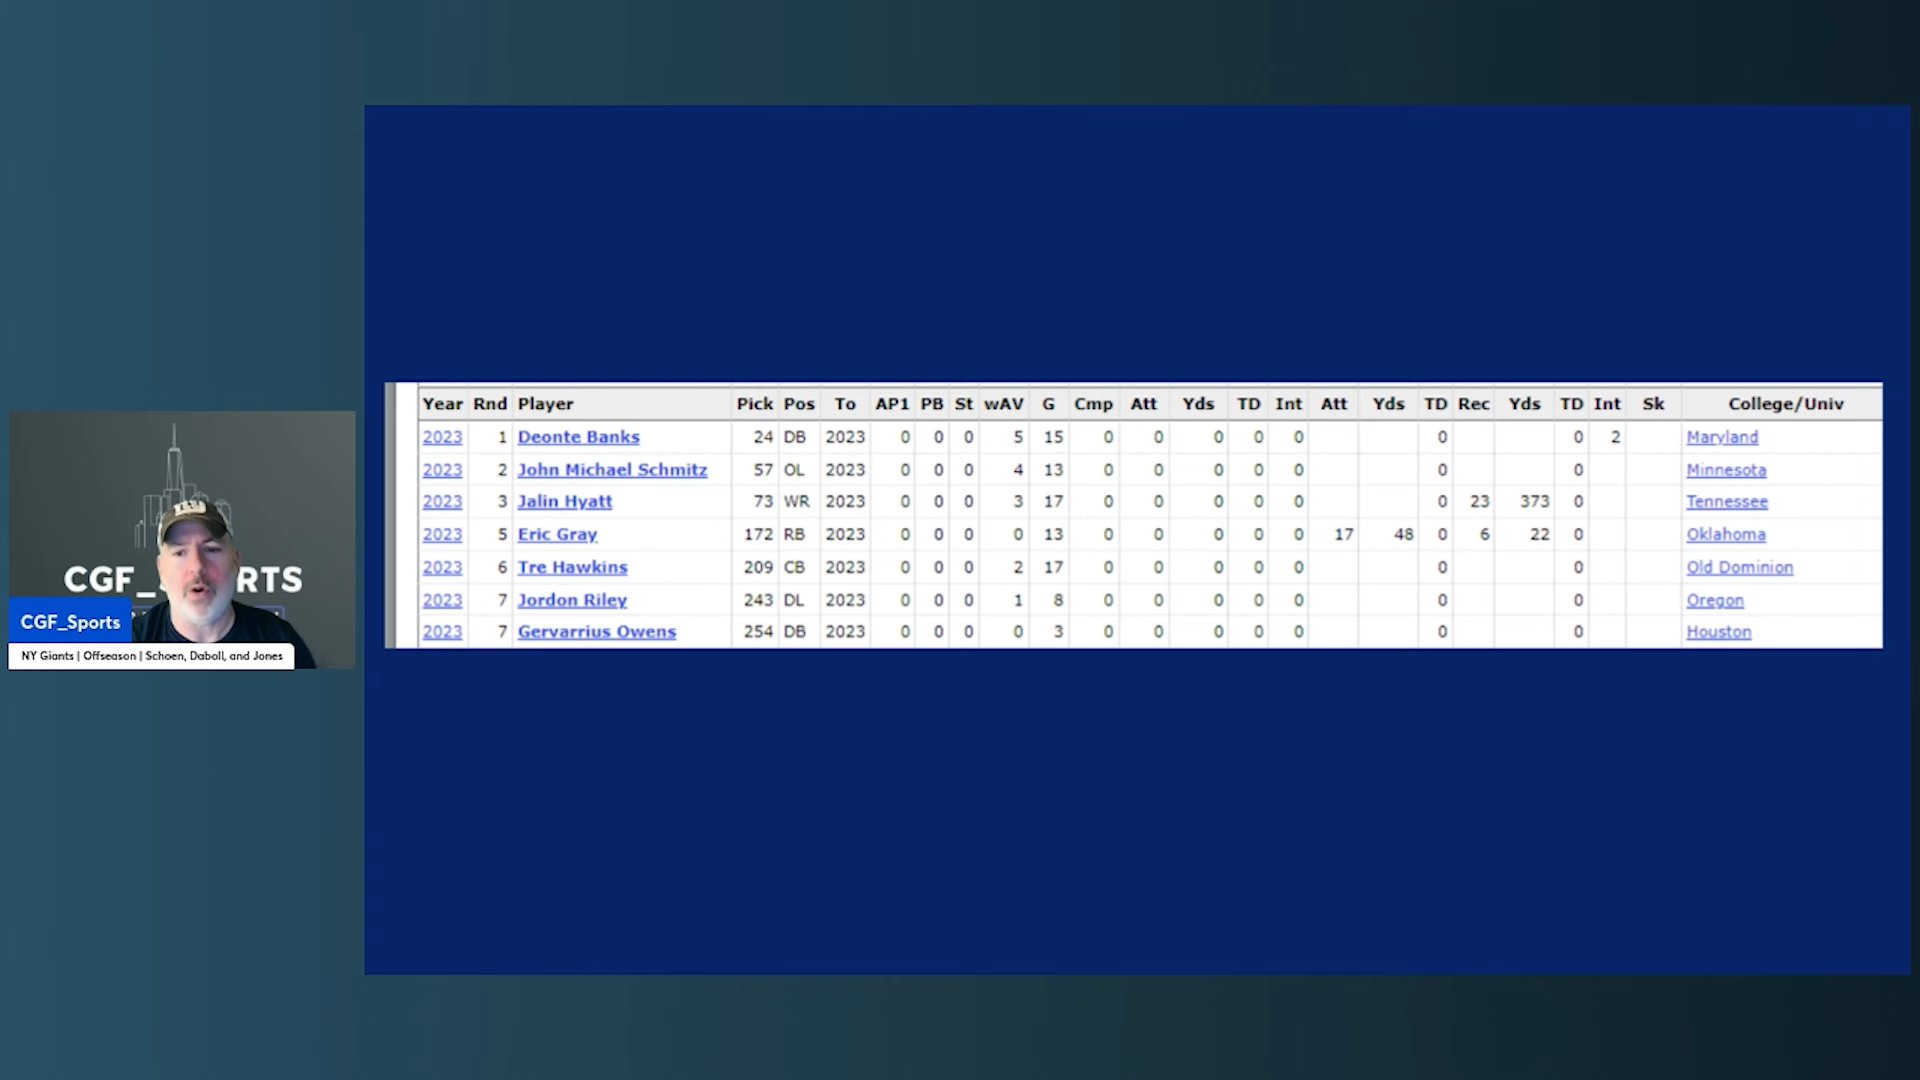 Year Rnd Player Pick Pos To AP1 PB St wAV G Cmp Att Yds TD Int Att Yds TD Rec Yds TD Int Sk College/Univ
2023 1 Deonte Banks 24 DB 2023 0 0 0 5 15 0 0 0 0 0 0 0 2 Maryland
2023 2 John Michael Schmitz 57 OL 2023 0 0 0 4 13 0 0 0 0 0 0 0 Minnesota
2023 3 Jalin Hyatt 73 WR 2023 0 0 0 3 17 0 0 0 0 0 0 23 373 0 Tennessee
2023 5 Eric Gray 172 RB 2023 0 0 0 0 13 0 0 0 0 0 17 48 0 6 22 0 Oklahoma
2023 6 Tre Hawkins 209 CB 2023 0 0 0 2 17 0 0 0 0 0 0 0 Old Dominion
2023 7 Jordon Riley 243 DL 2023 0 0 0 1 8 0 0 0 0 0 0 0 Oregon
2023 7 Gervarrius Owens 254 DB 2023 0 0 0 0 3 0 0 0 0 0 0 0 Houston
CGF_Sports
NY Giants | Offseason | Schoen, Daboll, and Jones